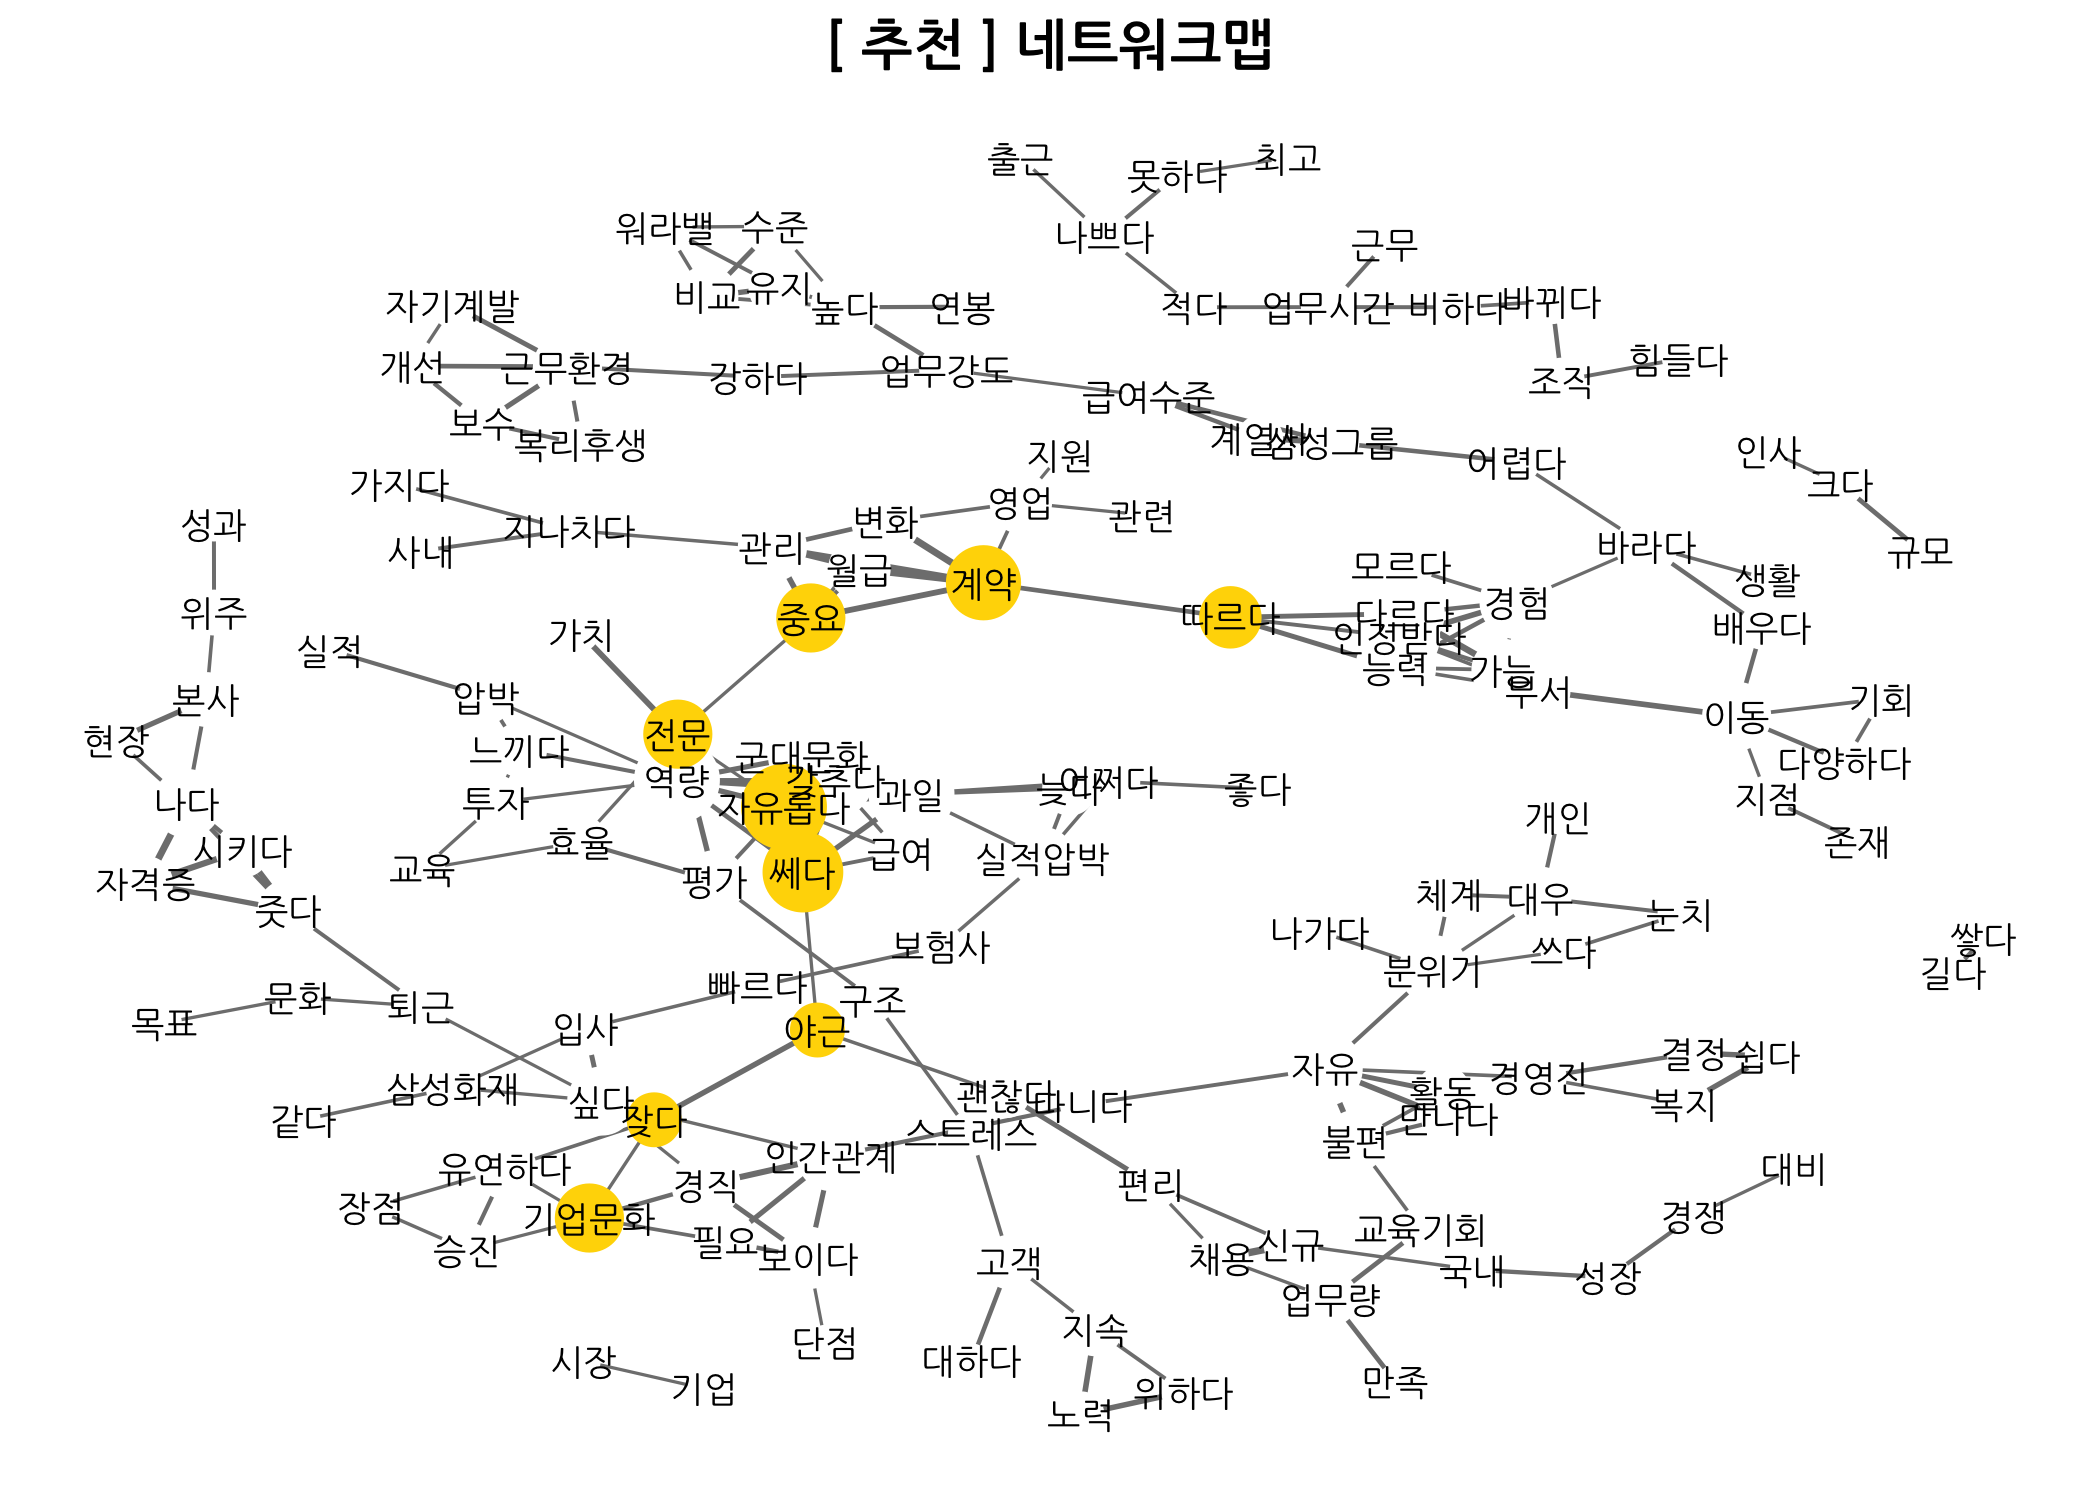 [ 추천 ] 네트워크맵
출근
못하다
최고
워라밸
수준
나쁘다
근무
비교
유지
자기계발
높다
연봉
적다
업무시간
비하다
바뀌다
개선
근무환경
강하다
업무강도
급여수준
조직
힘들다
보수
복리후생
계열사
삼성그룹
지원
어렵다
인사
크다
가지다
영업
관련
성과
지나치다
변화
사내
관리
월급
계약
바라다
규모
모르다
생활
위주
중요
따르다
다르다
경험
배우다
가치
인정받다
실적
능력
가능
부서
본사
압박
기회
이동
현장
전문
느끼다
군대문화
다양하다
역량
갖추다
어쩌다
좋다
늦다
지점
나다
투자
자유롭다
과일
개인
시키다
효율
급여
실적압박
존재
자격증
교육
평가
쎄다
체계
대우
눈치
줏다
나가다
보험사
쓰다
분위기
쌓다
길다
문화
퇴근
빠르다
구조
목표
입사
야근
자유
경영진
결정
쉽다
삼성화재
싶다
괜찮다
다니다
활동
복지
같다
잦다
만나다
스트레스
불편
인간관계
유연하다
경직
편리
대비
장점
기업문화
경쟁
필요
보이다
교육기회
승진
채용
신규
고객
국내
성장
업무량
단점
지속
시장
대하다
기업
만족
위하다
노력